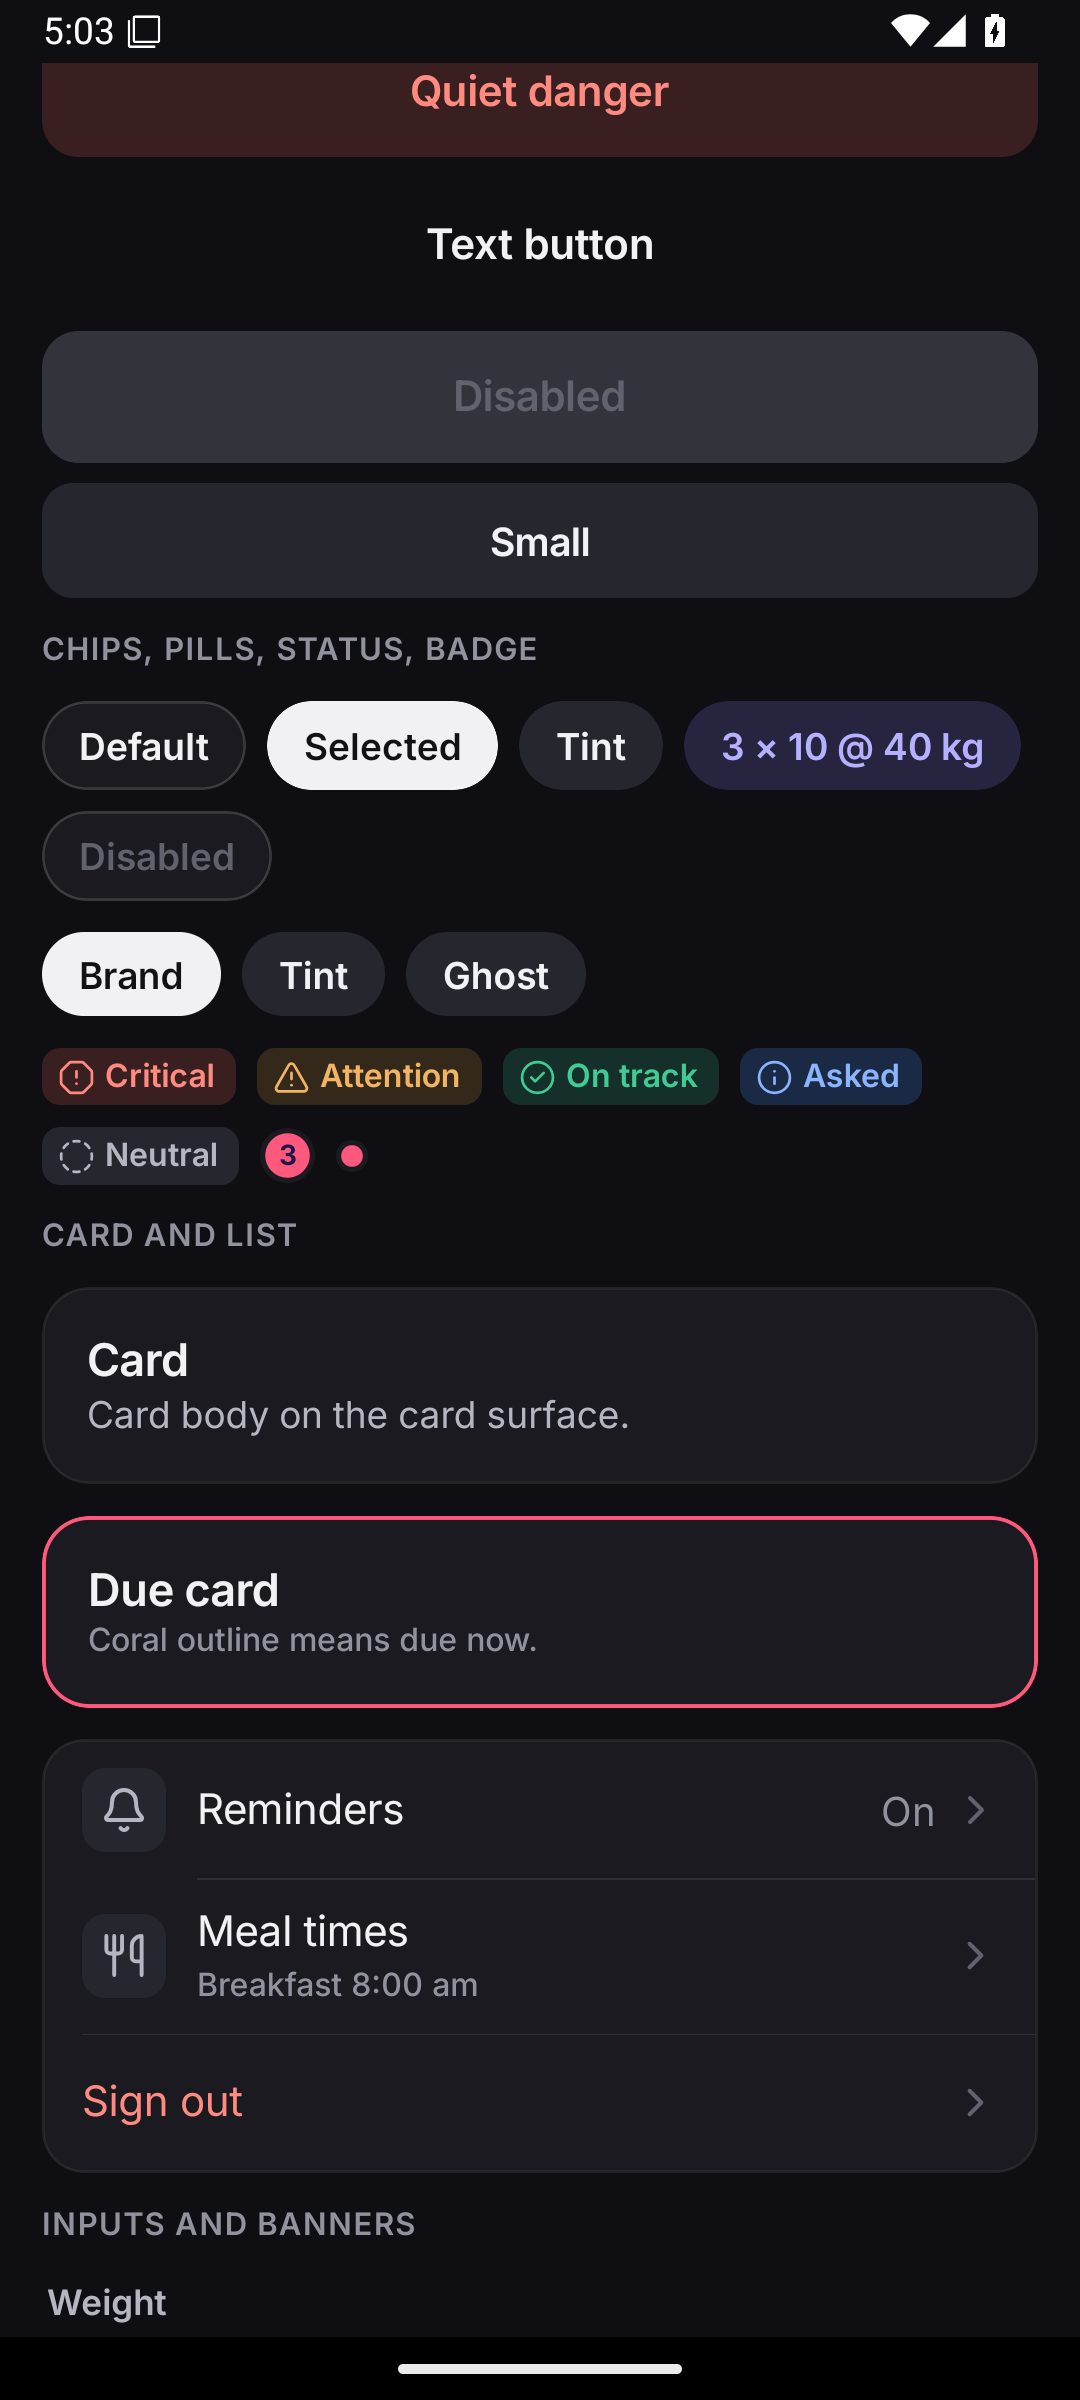 5:03
Quiet danger
Text button
Disabled
Small
CHIPS, PILLS, STATUS, BADGE
Default Selected Tint 3 × 10 @ 40 kg
Disabled
Brand Tint Ghost
Critical Attention On track Asked
Neutral 3
CARD AND LIST
Card
Card body on the card surface.
Due card
Coral outline means due now.
Reminders On
Meal times
Breakfast 8:00 am
Sign out
INPUTS AND BANNERS
Weight